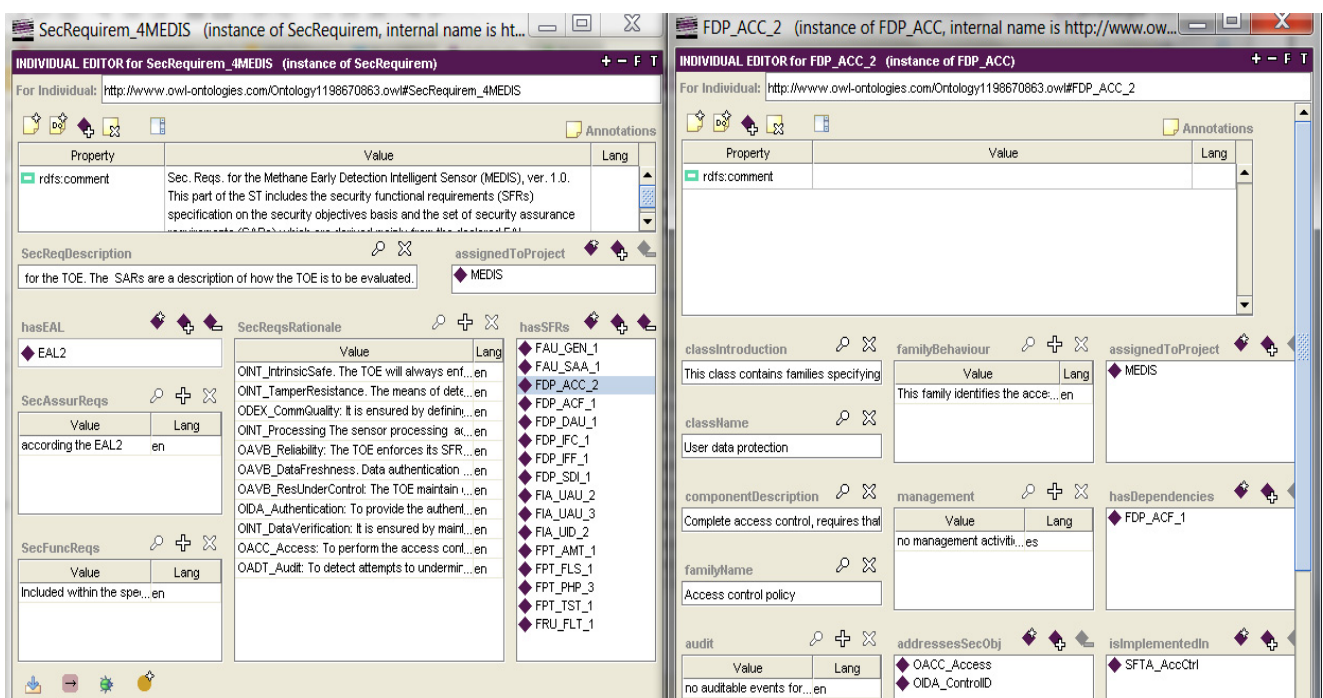 SecRequirem_4MEDIS (instance of SecRequirem, internal name is ht...
INDIVIDUAL EDITOR for SecRequirem_4MEDIS (instance of SecRequirem)
+ − F T
For Individual: http://www.owl-ontologies.com/Ontology1198670863.owl#SecRequirem_4MEDIS
Annotations
Property Value Lang
rdfs:comment Sec. Reqs. for the Methane Early Detection Intelligent Sensor (MEDIS), ver. 1.0.
This part of the ST includes the security functional requirements (SFRs)
specification on the security objectives basis and the set of security assurance
requirements (SARs) which are derived mainly from the declared EAL
SecReqDescription
for the TOE. The SARs are a description of how the TOE is to be evaluated.
assignedToProject
MEDIS
hasEAL
EAL2
SecAssurReqs
Value Lang
according the EAL2 en
SecFuncReqs
Value Lang
Included within the spe... en
SecReqsRationale
Value Lang
OINT_IntrinsicSafe. The TOE will always enf... en
OINT_TamperResistance. The means of dete... en
ODEX_CommQuality: It is ensured by definin... en
OINT_Processing The sensor processing a... en
OAVB_Reliability: The TOE enforces its SFR... en
OAVB_DataFreshness. Data authentication ... en
OAVB_ResUnderControl: The TOE maintain ... en
OIDA_Authentication: To provide the authent... en
OINT_DataVerification: It is ensured by maint... en
OACC_Access: To perform the access cont... en
OADT_Audit: To detect attempts to undermin... en
hasSFRs
FAU_GEN_1
FAU_SAA_1
FDP_ACC_2
FDP_ACF_1
FDP_DAU_1
FDP_IFC_1
FDP_IFF_1
FDP_SDI_1
FIA_UAU_2
FIA_UAU_3
FIA_UID_2
FPT_AMT_1
FPT_FLS_1
FPT_PHP_3
FPT_TST_1
FRU_FLT_1
FDP_ACC_2 (instance of FDP_ACC, internal name is http://www.ow...
INDIVIDUAL EDITOR for FDP_ACC_2 (instance of FDP_ACC)
+ − F T
For Individual: http://www.owl-ontologies.com/Ontology1198670863.owl#FDP_ACC_2
Annotations
Property Value Lang
rdfs:comment
classIntroduction
This class contains families specifying
className
User data protection
componentDescription
Complete access control, requires that
familyName
Access control policy
audit
Value Lang
no auditable events for... en
familyBehaviour
Value Lang
This family identifies the acce... en
management
Value Lang
no management activiti... es
addressesSecObj
OACC_Access
OIDA_ControlID
assignedToProject
MEDIS
hasDependencies
FDP_ACF_1
isImplementedIn
SFTA_AccCtrl